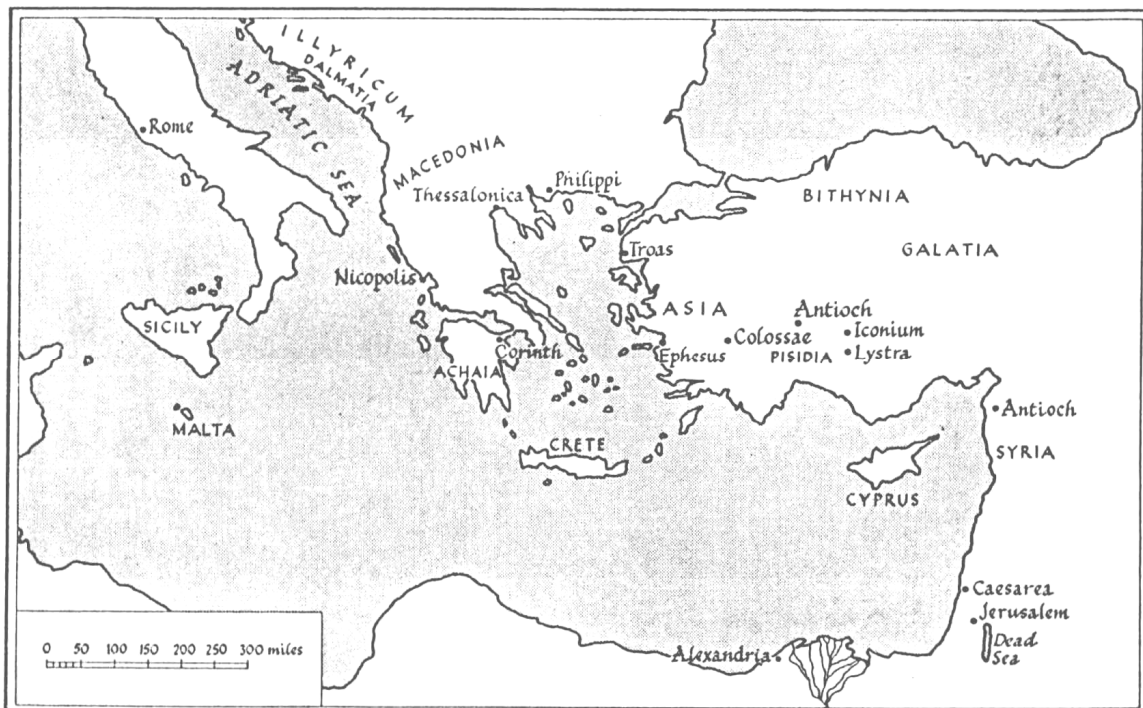 ILLYRICUM
DALMATIA
ADRIATIC SEA
Rome
MACEDONIA
Philippi
Thessalonica
BITHYNIA
Troas
GALATIA
Nicopolis
ASIA
Antioch
SICILY
Colossae
Iconium
Corinth
Ephesus
PISIDIA
Lystra
ACHAIA
Antioch
MALTA
CRETE
SYRIA
CYPRUS
Caesarea
Jerusalem
Dead
Sea
Alexandria
0 50 100 150 200 250 300 miles